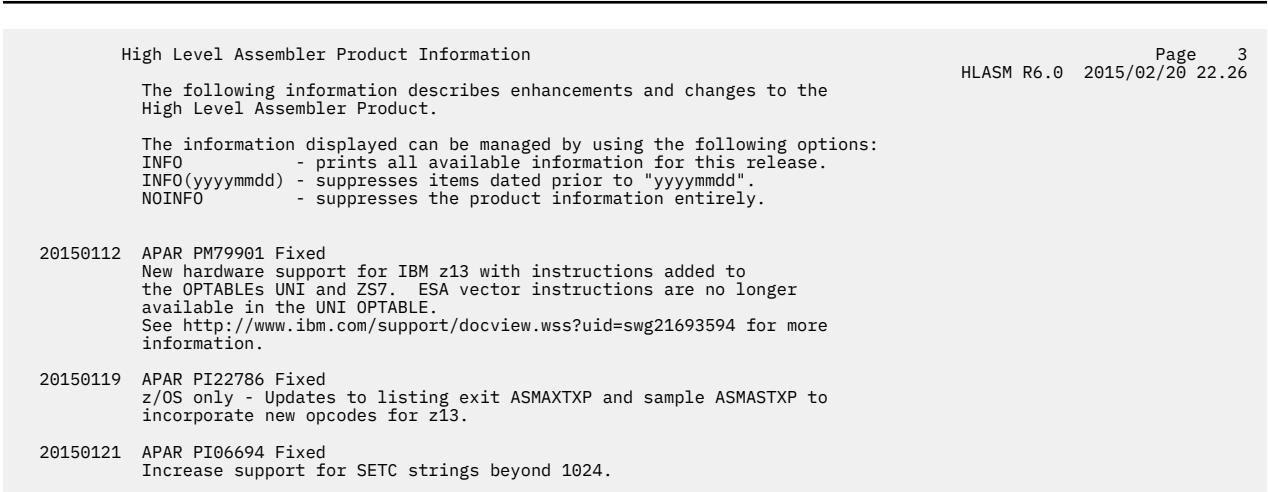 High Level Assembler Product Information Page 3
HLASM R6.0 2015/02/20 22.26
The following information describes enhancements and changes to the
High Level Assembler Product.
The information displayed can be managed by using the following options:
INFO - prints all available information for this release.
INFO(yyyymmdd) - suppresses items dated prior to "yyyymmdd".
NOINFO - suppresses the product information entirely.
20150112 APAR PM79901 Fixed
New hardware support for IBM z13 with instructions added to
the OPTABLEs UNI and ZS7. ESA vector instructions are no longer
available in the UNI OPTABLE.
See http://www.ibm.com/support/docview.wss?uid=swg21693594 for more
information.
20150119 APAR PI22786 Fixed
z/OS only - Updates to listing exit ASMAXTXP and sample ASMASTXP to
incorporate new opcodes for z13.
20150121 APAR PI06694 Fixed
Increase support for SETC strings beyond 1024.